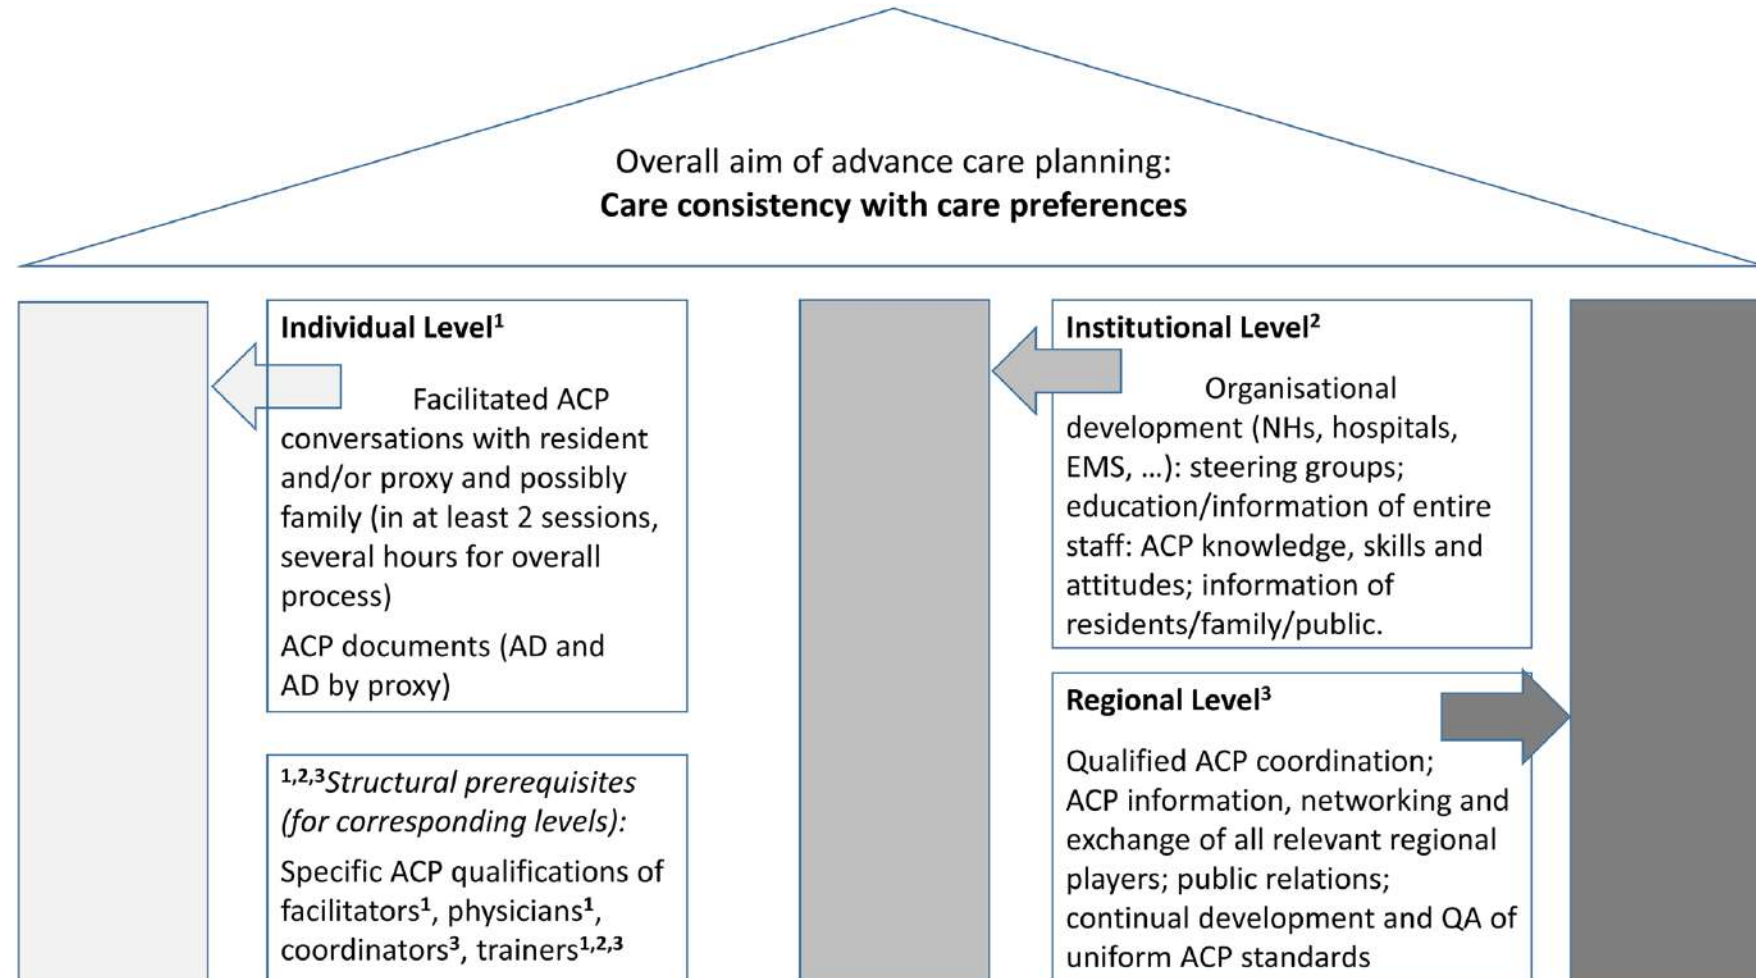 Overall aim of advance care planning:
Care consistency with care preferences
Individual Level¹
Facilitated ACP
conversations with resident
and/or proxy and possibly
family (in at least 2 sessions,
several hours for overall
process)
ACP documents (AD and
AD by proxy)
¹,²,³Structural prerequisites
(for corresponding levels):
Specific ACP qualifications of
facilitators¹, physicians¹,
coordinators³, trainers¹,²,³
Institutional Level²
Organisational
development (NHs, hospitals,
EMS, ...): steering groups;
education/information of entire
staff: ACP knowledge, skills and
attitudes; information of
residents/family/public.
Regional Level³
Qualified ACP coordination;
ACP information, networking and
exchange of all relevant regional
players; public relations;
continual development and QA of
uniform ACP standards